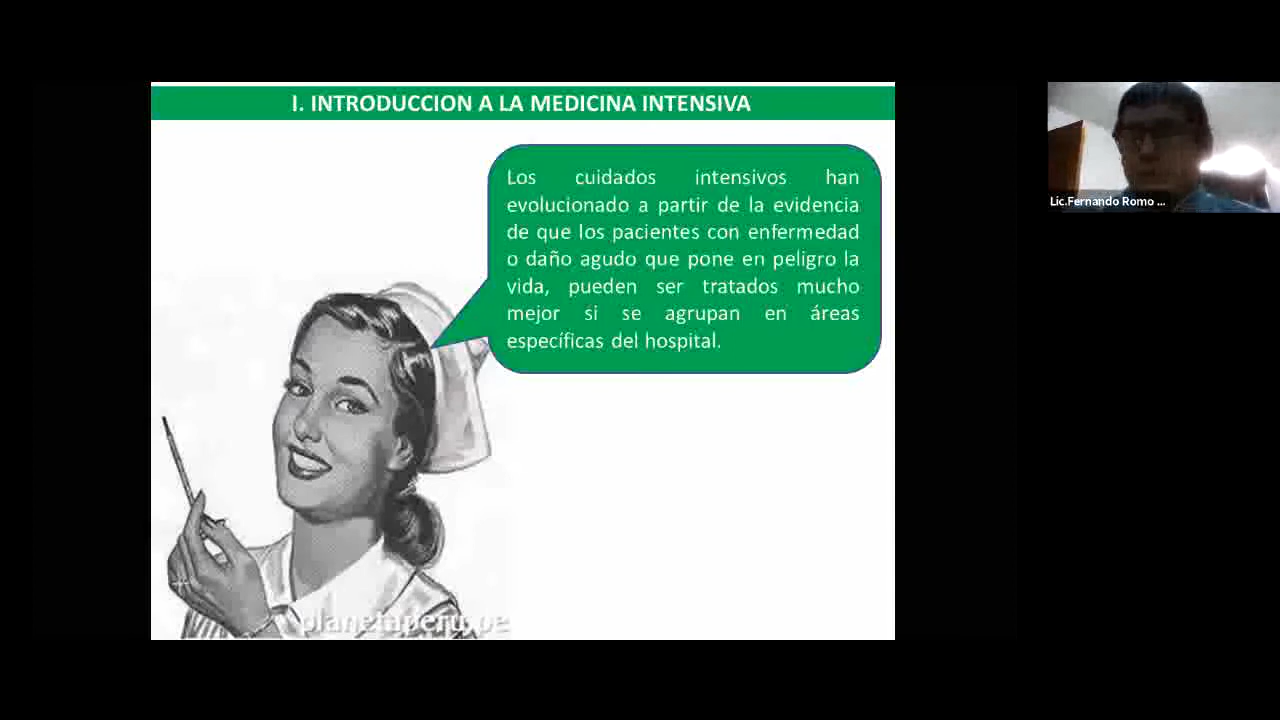 I. INTRODUCCION A LA MEDICINA INTENSIVA
Los cuidados intensivos han
evolucionado a partir de la evidencia
de que los pacientes con enfermedad
o daño agudo que pone en peligro la
vida, pueden ser tratados mucho
mejor si se agrupan en áreas
específicas del hospital.
Lic.Fernando Romo ...
planetaperu.pe